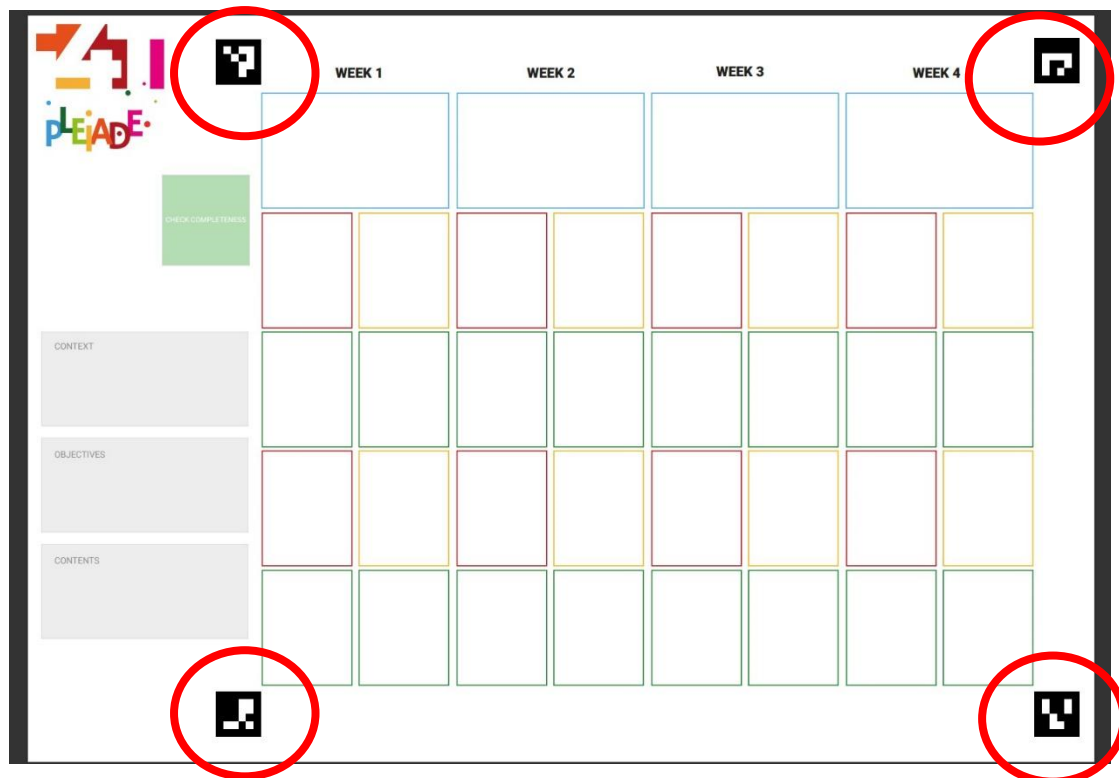 PLEIADE
WEEK 1
WEEK 2
WEEK 3
WEEK 4
CHECK COMPLETENESS
CONTEXT
OBJECTIVES
CONTENTS